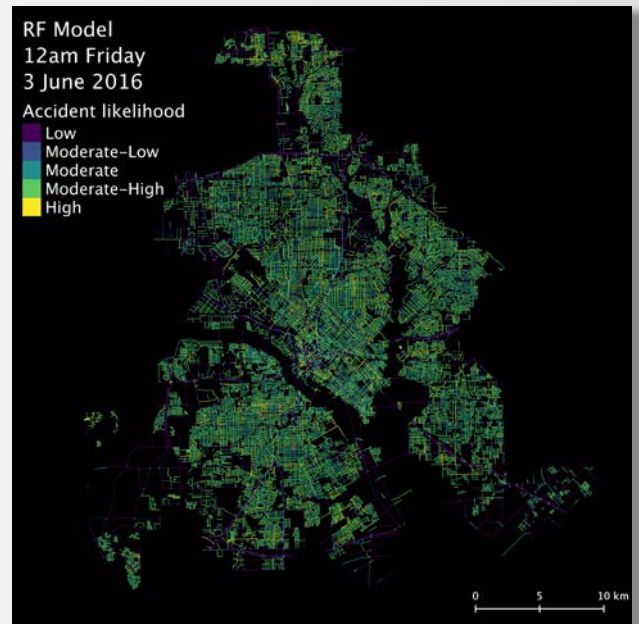 RF Model
12am Friday
3 June 2016
Accident likelihood
Low
Moderate-Low
Moderate
Moderate-High
High
0 5 10 km